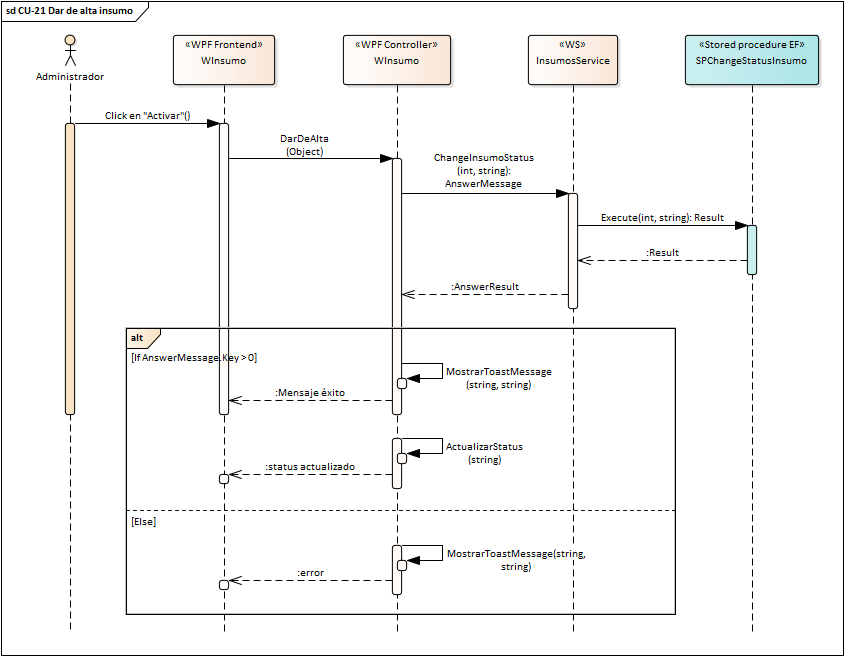 sd CU-21 Dar de alta insumo
Administrador
«WPF Frontend»
WInsumo
«WPF Controller»
WInsumo
«WS»
InsumosService
«Stored procedure EF»
SPChangeStatusInsumo
Click en "Activar"()
DarDeAlta
(Object)
ChangeInsumoStatus
(int, string):
AnswerMessage
Execute(int, string): Result
:Result
:AnswerResult
alt
[If AnswerMessage.Key > 0]
MostrarToastMessage
(string, string)
:Mensaje éxito
ActualizarStatus
(string)
:status actualizado
[Else]
MostrarToastMessage(string,
string)
:error